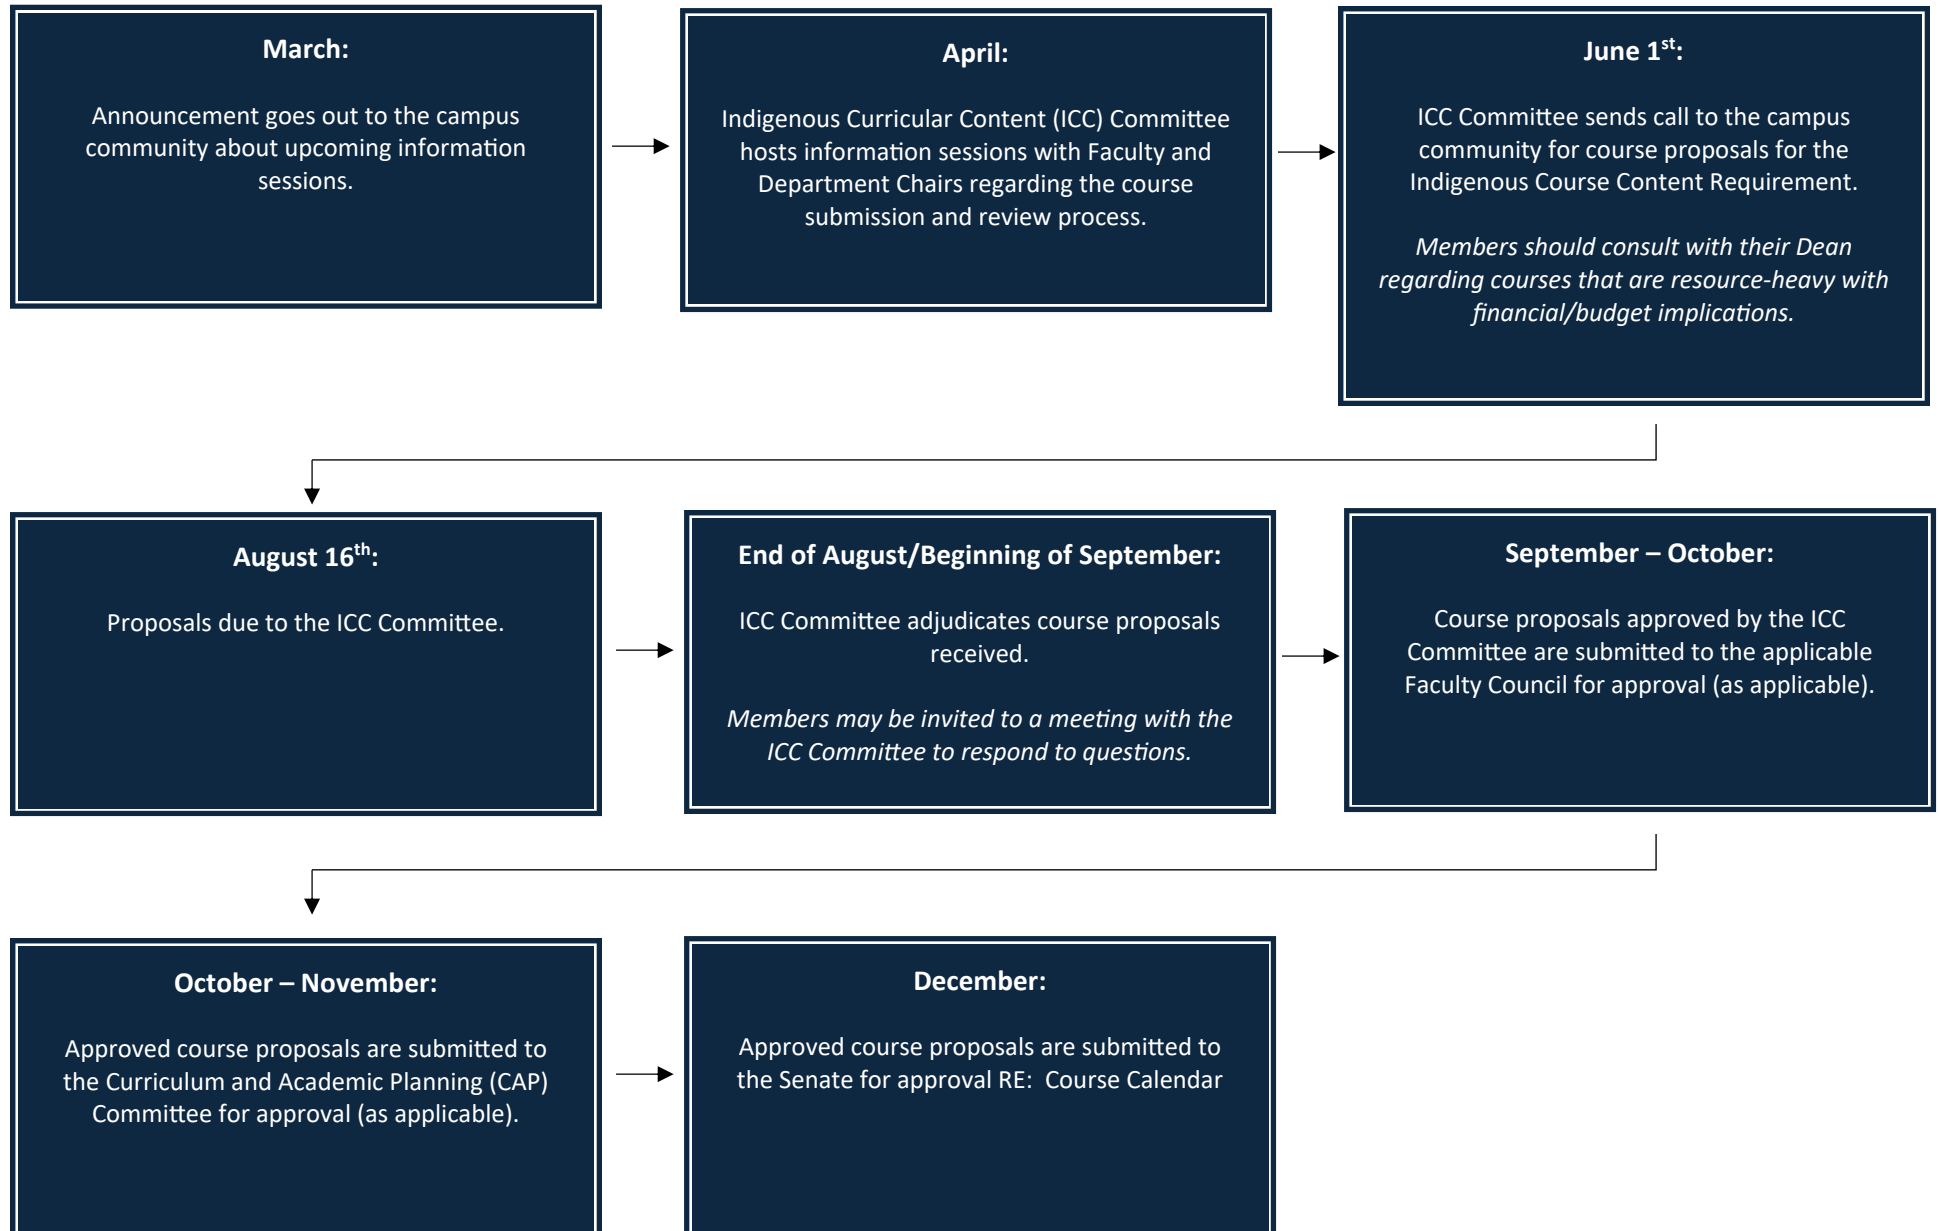 March:
Announcement goes out to the campus
community about upcoming information
sessions.
April:
Indigenous Curricular Content (ICC) Committee
hosts information sessions with Faculty and
Department Chairs regarding the course
submission and review process.
June 1st:
ICC Committee sends call to the campus
community for course proposals for the
Indigenous Course Content Requirement.
Members should consult with their Dean
regarding courses that are resource-heavy with
financial/budget implications.
August 16th:
Proposals due to the ICC Committee.
End of August/Beginning of September:
ICC Committee adjudicates course proposals
received.
Members may be invited to a meeting with the
ICC Committee to respond to questions.
September – October:
Course proposals approved by the ICC
Committee are submitted to the applicable
Faculty Council for approval (as applicable).
October – November:
Approved course proposals are submitted to
the Curriculum and Academic Planning (CAP)
Committee for approval (as applicable).
December:
Approved course proposals are submitted to
the Senate for approval RE:  Course Calendar